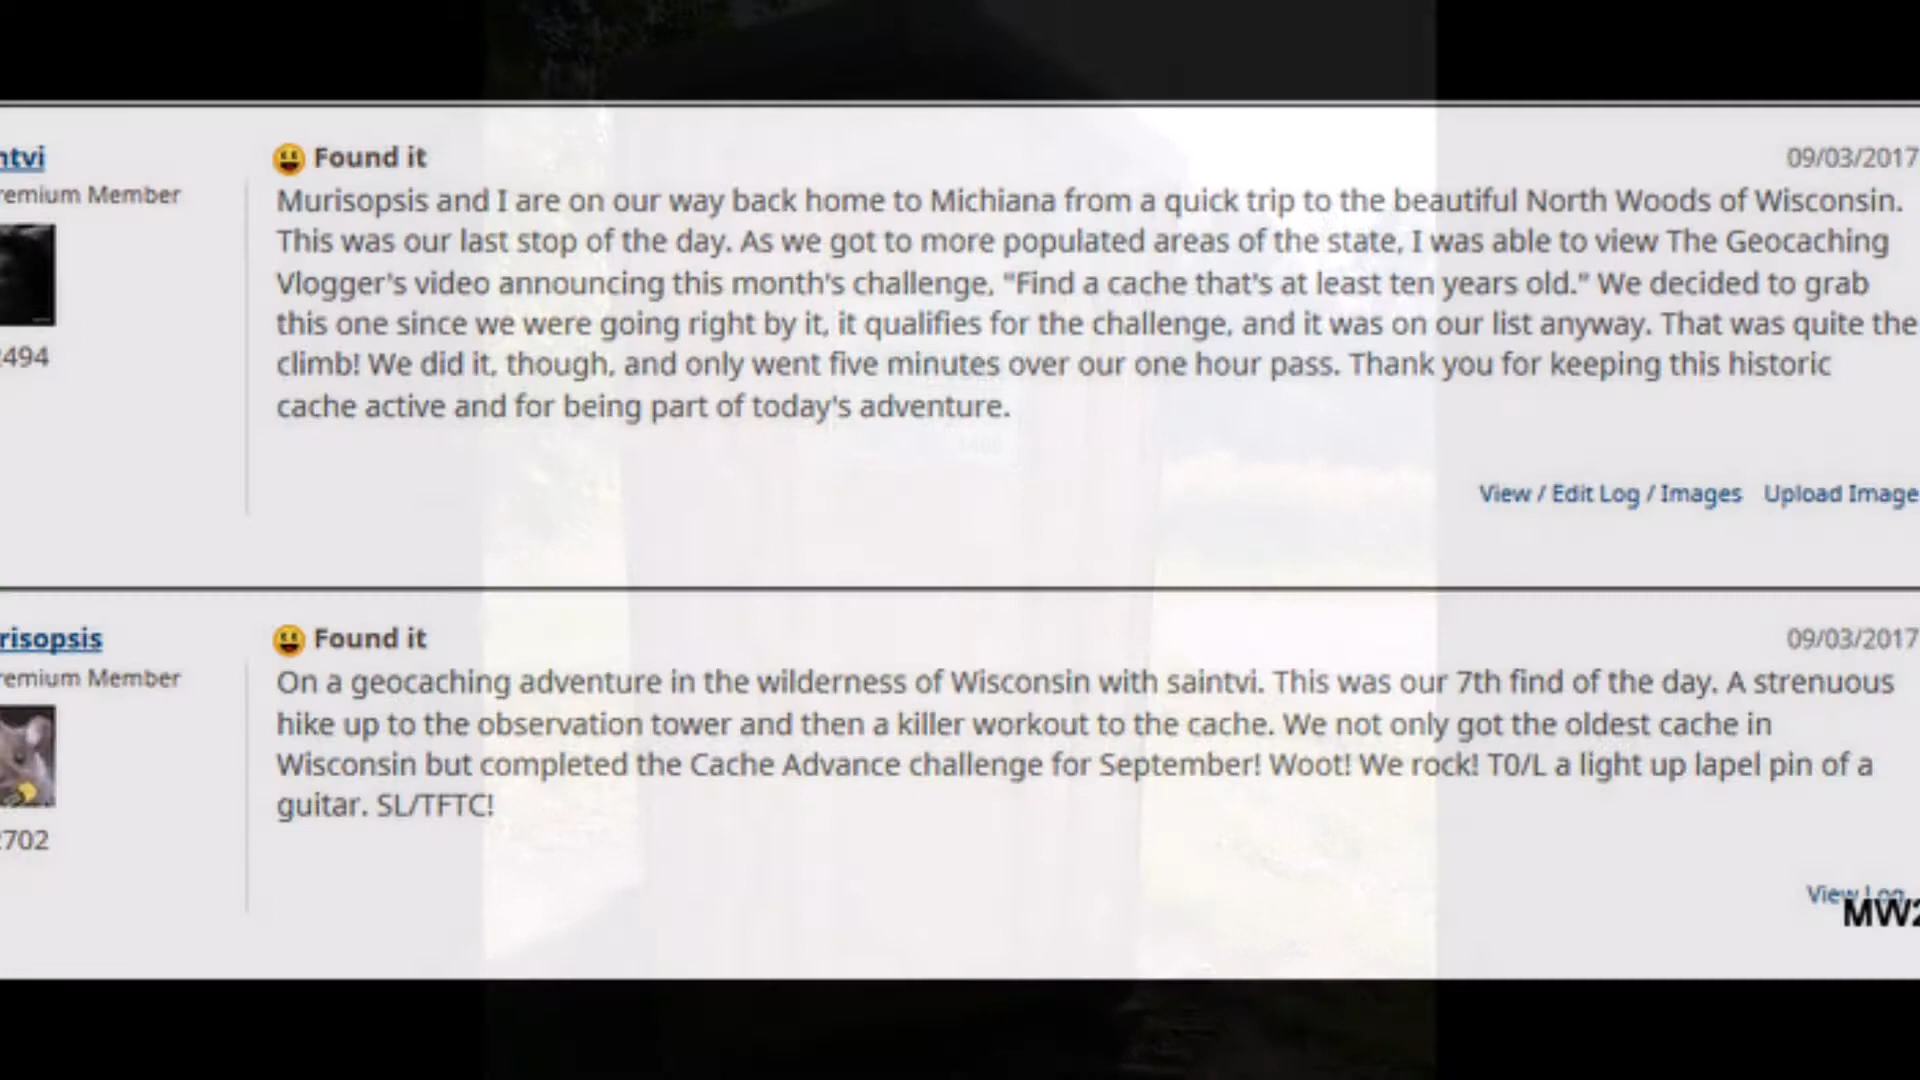 ntvi
Found it
09/03/2017
remium Member
Murisopsis and I are on our way back home to Michiana from a quick trip to the beautiful North Woods of Wisconsin.
This was our last stop of the day. As we got to more populated areas of the state, I was able to view The Geocaching
Vlogger's video announcing this month's challenge, "Find a cache that's at least ten years old." We decided to grab
this one since we were going right by it, it qualifies for the challenge, and it was on our list anyway. That was quite the
climb! We did it, though, and only went five minutes over our one hour pass. Thank you for keeping this historic
cache active and for being part of today's adventure.
2494
View / Edit Log / Images Upload Image
risopsis
Found it
09/03/2017
remium Member
On a geocaching adventure in the wilderness of Wisconsin with saintvi. This was our 7th find of the day. A strenuous
hike up to the observation tower and then a killer workout to the cache. We not only got the oldest cache in
Wisconsin but completed the Cache Advance challenge for September! Woot! We rock! T0/L a light up lapel pin of a
guitar. SL/TFTC!
2702
View Log
MW2